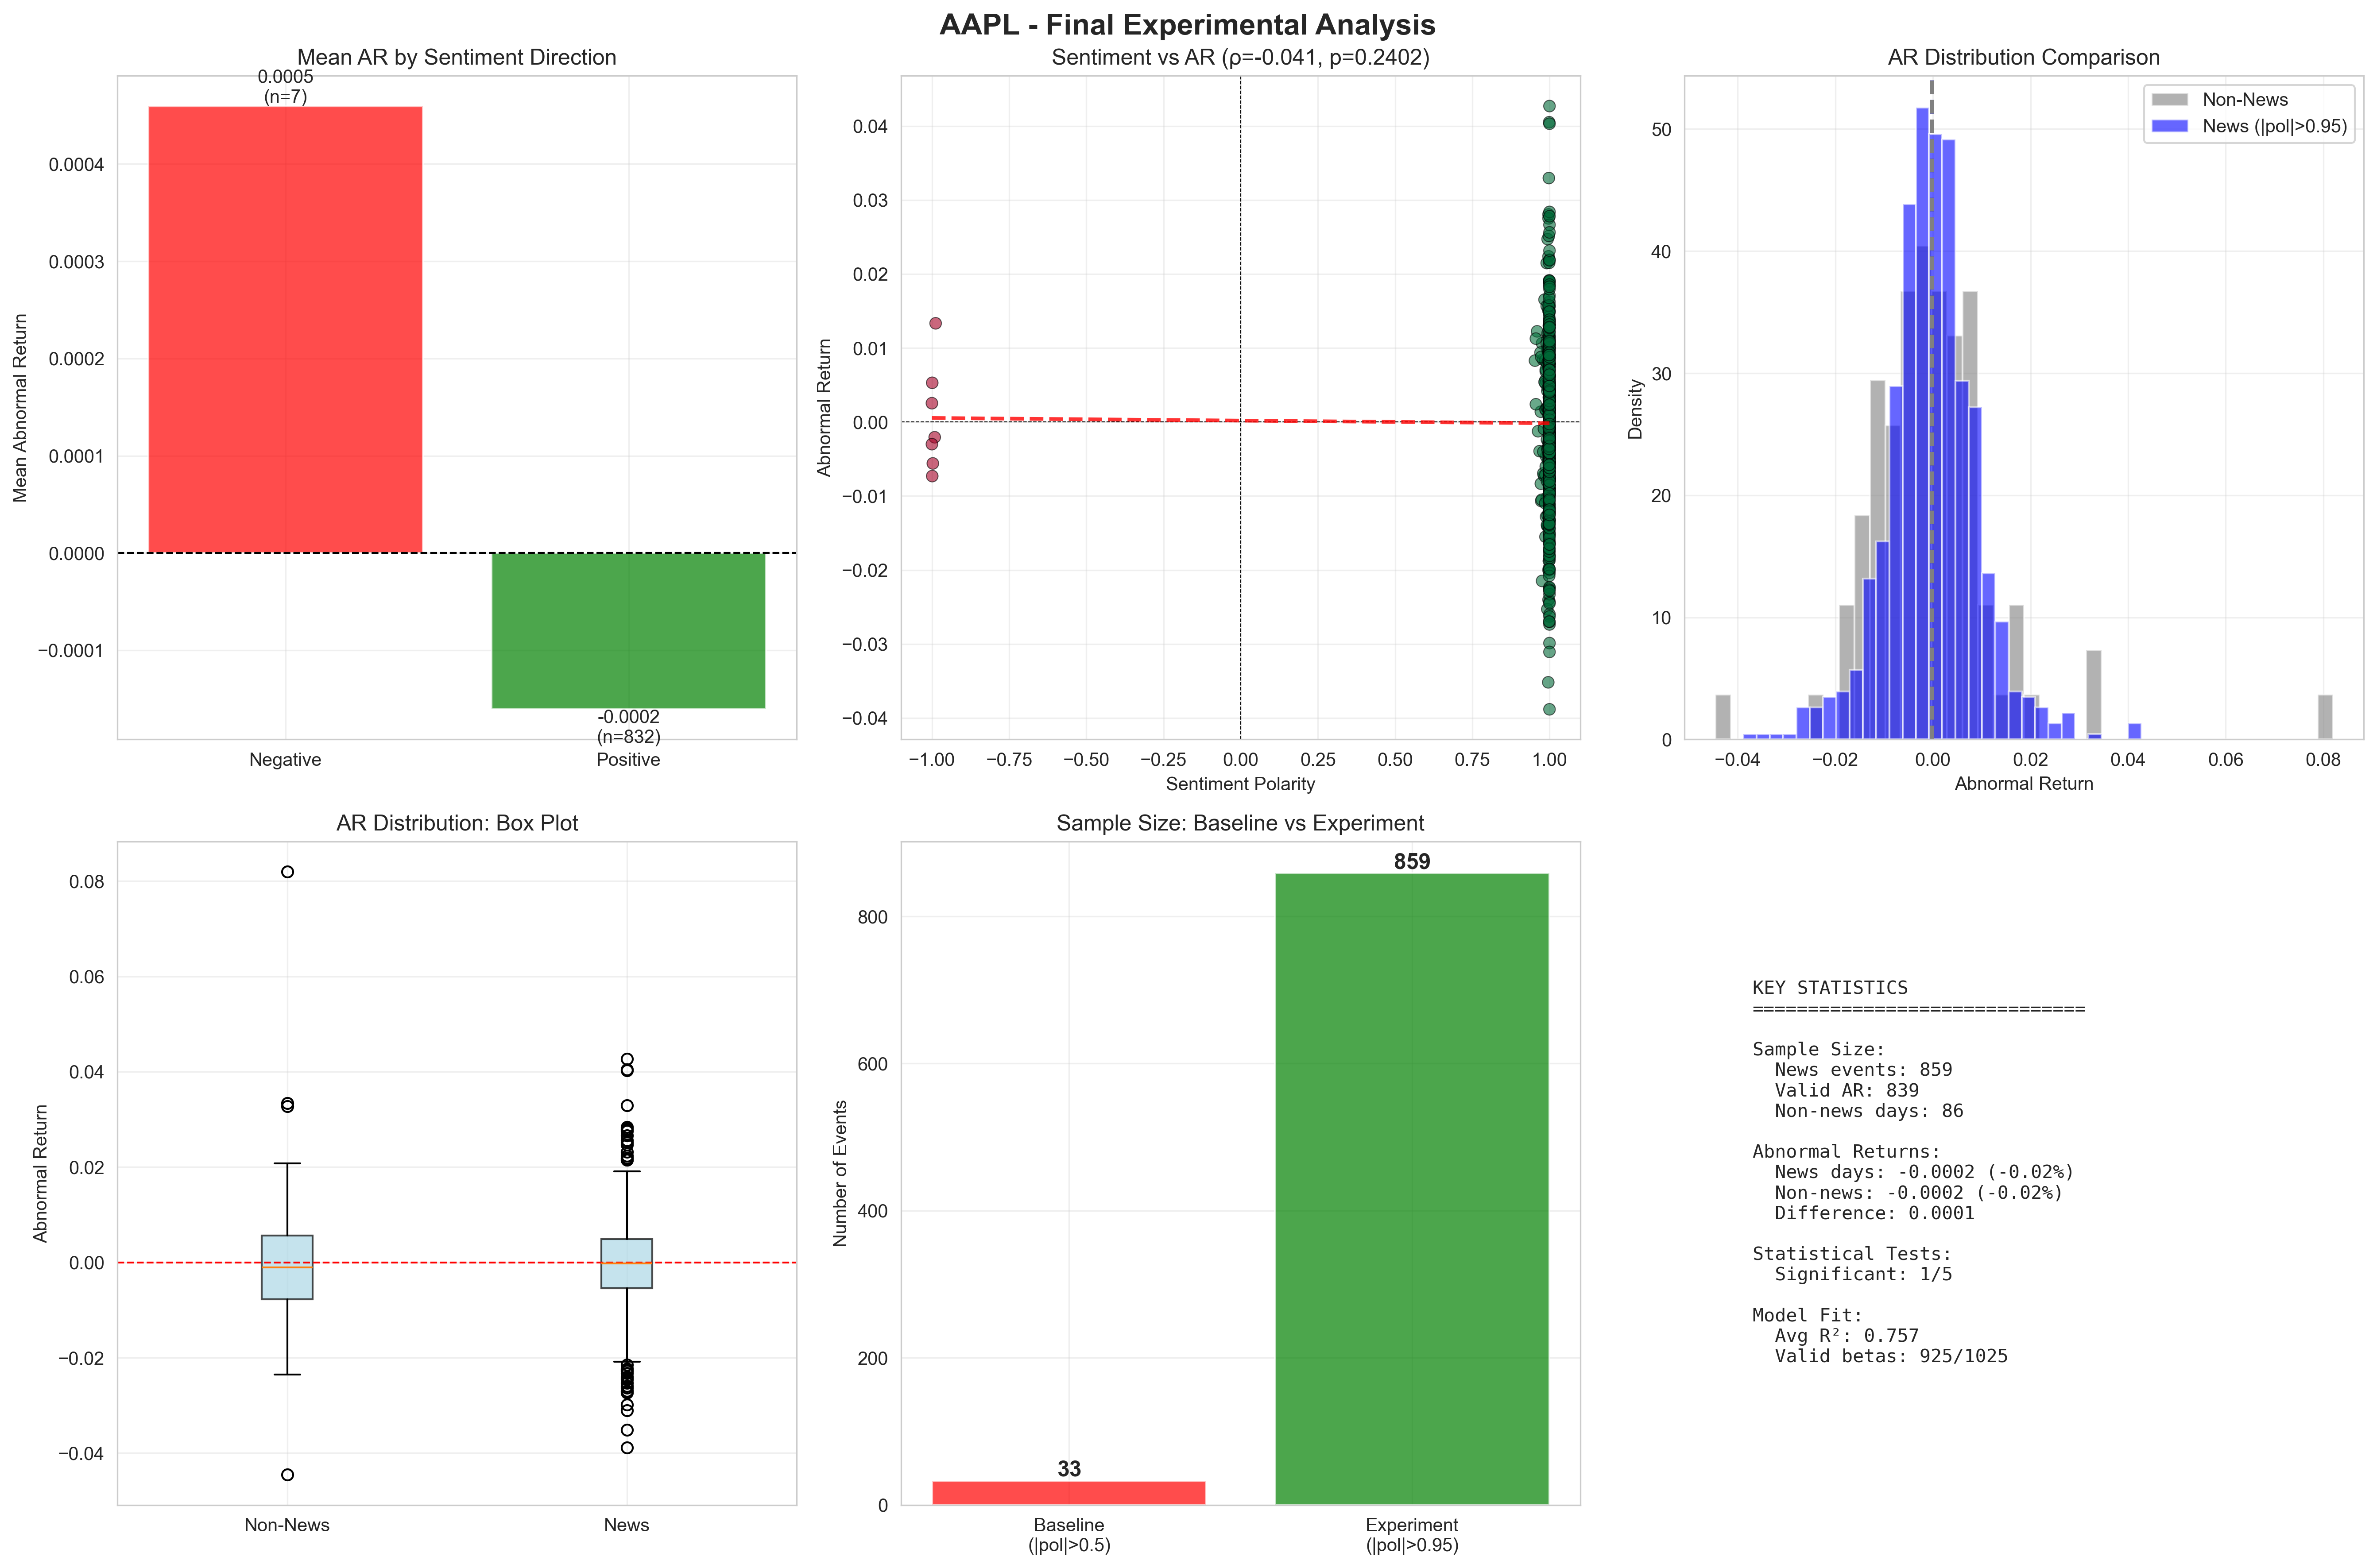 AAPL - Final Experimental Analysis
Mean AR by Sentiment Direction
0.0005
(n=7)
0.0004
0.0003
0.0002
0.0001
0.0000
−0.0001
-0.0002
(n=832)
Negative
Positive
Mean Abnormal Return
Sentiment vs AR (ρ=-0.041, p=0.2402)
0.04
0.03
0.02
0.01
0.00
−0.01
−0.02
−0.03
−0.04
−1.00
−0.75
−0.50
−0.25
0.00
0.25
0.50
0.75
1.00
Abnormal Return
Sentiment Polarity
AR Distribution Comparison
Non-News
News (|pol|>0.95)
50
40
30
20
10
0
−0.04
−0.02
0.00
0.02
0.04
0.06
0.08
Density
Abnormal Return
AR Distribution: Box Plot
0.08
0.06
0.04
0.02
0.00
−0.02
−0.04
Non-News
News
Abnormal Return
Sample Size: Baseline vs Experiment
859
33
800
600
400
200
0
Baseline
(|pol|>0.5)
Experiment
(|pol|>0.95)
Number of Events
KEY STATISTICS
==============================
Sample Size:
News events: 859
Valid AR: 839
Non-news days: 86
Abnormal Returns:
News days: -0.0002 (-0.02%)
Non-news: -0.0002 (-0.02%)
Difference: 0.0001
Statistical Tests:
Significant: 1/5
Model Fit:
Avg R²: 0.757
Valid betas: 925/1025